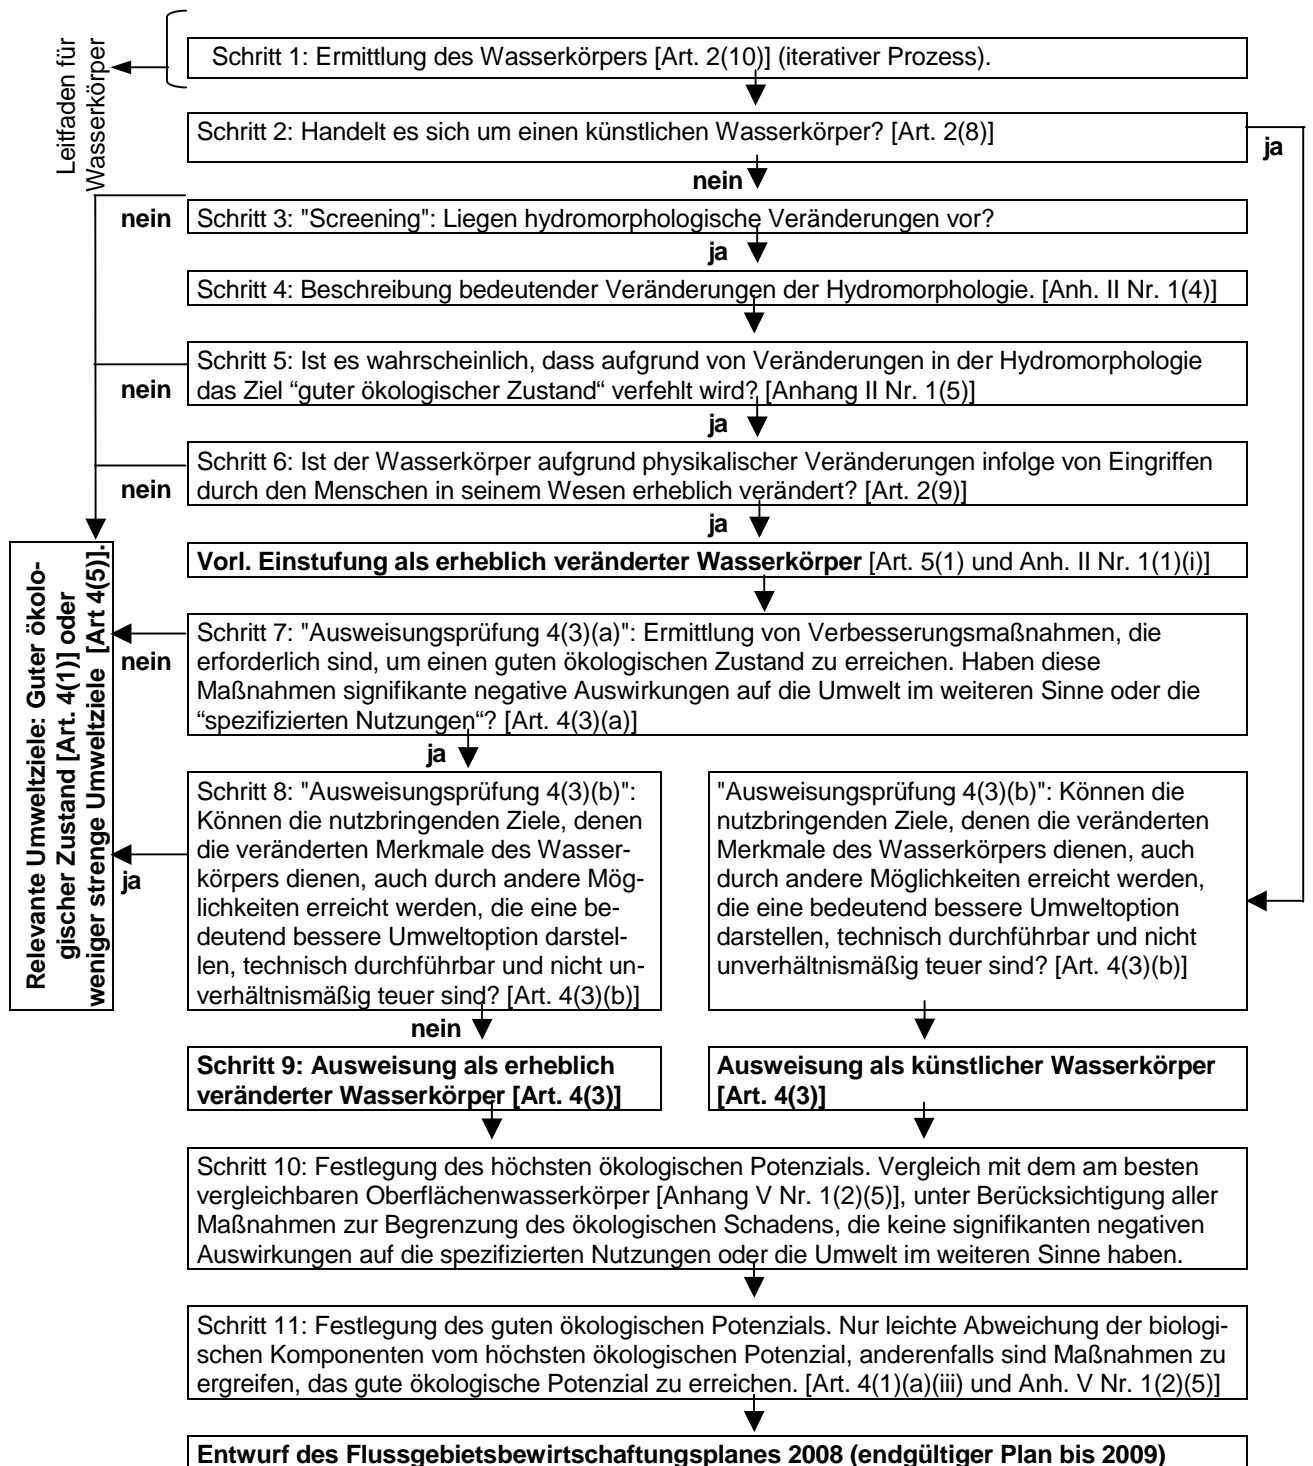 Leitfaden für
Wasserkörper
Schritt 1: Ermittlung des Wasserkörpers [Art. 2(10)] (iterativer Prozess).
Schritt 2: Handelt es sich um einen künstlichen Wasserkörper? [Art. 2(8)]
ja
nein
nein
Schritt 3: "Screening": Liegen hydromorphologische Veränderungen vor?
ja
Schritt 4: Beschreibung bedeutender Veränderungen der Hydromorphologie. [Anh. II Nr. 1(4)]
Schritt 5: Ist es wahrscheinlich, dass aufgrund von Veränderungen in der Hydromorphologie
das Ziel “guter ökologischer Zustand“ verfehlt wird? [Anhang II Nr. 1(5)]
nein
ja
Schritt 6: Ist der Wasserkörper aufgrund physikalischer Veränderungen infolge von Eingriffen
durch den Menschen in seinem Wesen erheblich verändert? [Art. 2(9)]
nein
ja
Vorl. Einstufung als erheblich veränderter Wasserkörper [Art. 5(1) und Anh. II Nr. 1(1)(i)]
Relevante Umweltziele: Guter ökolo-
gischer Zustand [Art. 4(1)] oder
weniger strenge Umweltziele [Art 4(5)].
Schritt 7: "Ausweisungsprüfung 4(3)(a)": Ermittlung von Verbesserungsmaßnahmen, die
erforderlich sind, um einen guten ökologischen Zustand zu erreichen. Haben diese
Maßnahmen signifikante negative Auswirkungen auf die Umwelt im weiteren Sinne oder die
“spezifizierten Nutzungen“? [Art. 4(3)(a)]
nein
ja
Schritt 8: "Ausweisungsprüfung 4(3)(b)":
Können die nutzbringenden Ziele, denen
die veränderten Merkmale des Wasser-
körpers dienen, auch durch andere Mög-
lichkeiten erreicht werden, die eine be-
deutend bessere Umweltoption darstel-
len, technisch durchführbar und nicht un-
verhältnismäßig teuer sind? [Art. 4(3)(b)]
ja
nein
"Ausweisungsprüfung 4(3)(b)": Können die
nutzbringenden Ziele, denen die veränderten
Merkmale des Wasserkörpers dienen, auch
durch andere Möglichkeiten erreicht werden,
die eine bedeutend bessere Umweltoption
darstellen, technisch durchführbar und nicht
unverhältnismäßig teuer sind? [Art. 4(3)(b)]
Schritt 9: Ausweisung als erheblich
veränderter Wasserkörper [Art. 4(3)]
Ausweisung als künstlicher Wasserkörper
[Art. 4(3)]
Schritt 10: Festlegung des höchsten ökologischen Potenzials. Vergleich mit dem am besten
vergleichbaren Oberflächenwasserkörper [Anhang V Nr. 1(2)(5)], unter Berücksichtigung aller
Maßnahmen zur Begrenzung des ökologischen Schadens, die keine signifikanten negativen
Auswirkungen auf die spezifizierten Nutzungen oder die Umwelt im weiteren Sinne haben.
Schritt 11: Festlegung des guten ökologischen Potenzials. Nur leichte Abweichung der biologi-
schen Komponenten vom höchsten ökologischen Potenzial, anderenfalls sind Maßnahmen zu
ergreifen, das gute ökologische Potenzial zu erreichen. [Art. 4(1)(a)(iii) und Anh. V Nr. 1(2)(5)]
Entwurf des Flussgebietsbewirtschaftungsplanes 2008 (endgültiger Plan bis 2009)